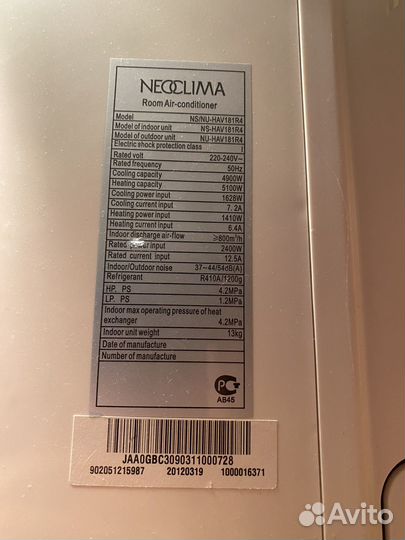 NEOCLIMA
Room Air-conditioner
Model NS/NU-HAV181R4
Model of indoor unit NS-HAV181R4
Model of outdoor unit NU-HAV181R4
Electric shock protection class I
Rated volt 220-240V~
Rated frequency 50Hz
Cooling capacity 4900W
Heating capacity 5100W
Cooling power input 1628W
Cooling current input 7.2A
Heating power input 1410W
Heating current input 6.4A
Indoor discharge air-flow ≥800m³/h
Rated power input 2400W
Rated current input 12.5A
Indoor/Outdoor noise 37~44/54dB(A)
Refrigerant R410A/1200g
HP. PS 4.2MPa
LP. PS 1.2MPa
Indoor max operating pressure of heat
exchanger 4.2MPa
Indoor unit weight 13kg
Date of manufacture
Number of manufacture
РС
АВ45
JAA0GBC3090311000728
902051215987 20120319 1000016371
Avito